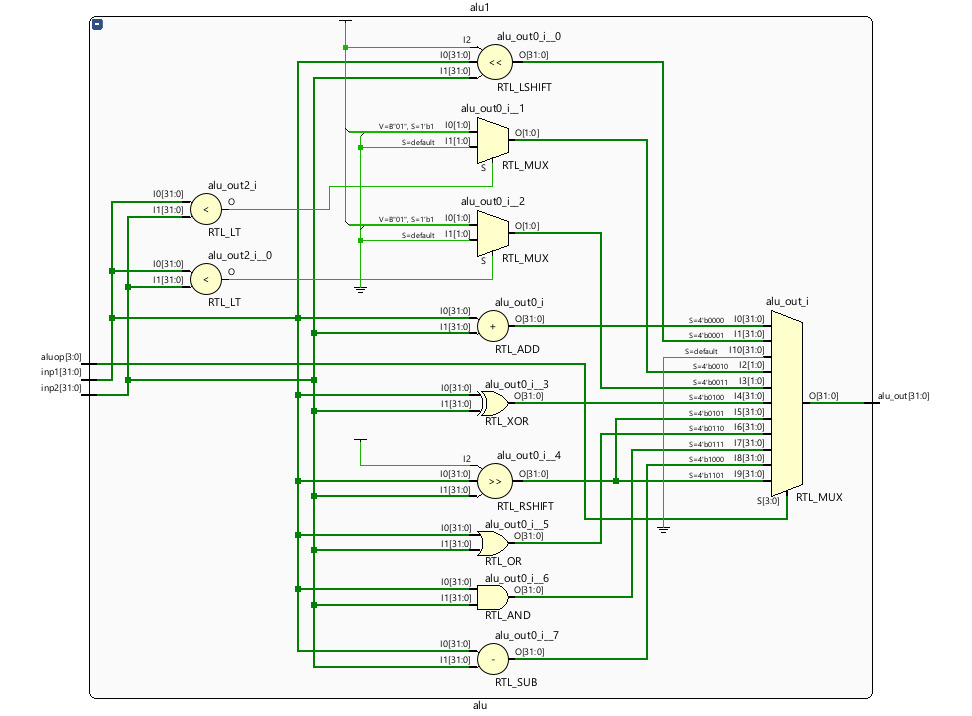 alu1
alu_out0_i__0
I2
I0[31:0]
I1[31:0]
<<
O[31:0]
RTL_LSHIFT
alu_out0_i__1
V=B"01", S=1'b1
I0[1:0]
S=default
I1[1:0]
O[1:0]
S
RTL_MUX
alu_out2_i
I0[31:0]
I1[31:0]
<
O
RTL_LT
alu_out0_i__2
V=B"01", S=1'b1
I0[1:0]
S=default
I1[1:0]
O[1:0]
S
RTL_MUX
alu_out2_i__0
I0[31:0]
I1[31:0]
<
O
RTL_LT
alu_out0_i
I0[31:0]
I1[31:0]
+
O[31:0]
RTL_ADD
aluop[3:0]
inp1[31:0]
inp2[31:0]
alu_out0_i__3
I0[31:0]
I1[31:0]
O[31:0]
RTL_XOR
alu_out0_i__4
I2
I0[31:0]
I1[31:0]
>>
O[31:0]
RTL_RSHIFT
alu_out0_i__5
I0[31:0]
I1[31:0]
O[31:0]
RTL_OR
alu_out0_i__6
I0[31:0]
I1[31:0]
O[31:0]
RTL_AND
alu_out0_i__7
I0[31:0]
I1[31:0]
-
O[31:0]
RTL_SUB
alu_out_i
S=4'b0000 I0[31:0]
S=4'b0001 I1[31:0]
S=default I10[31:0]
S=4'b0010 I2[1:0]
S=4'b0011 I3[1:0]
S=4'b0100 I4[31:0]
S=4'b0101 I5[31:0]
S=4'b0110 I6[31:0]
S=4'b0111 I7[31:0]
S=4'b1000 I8[31:0]
S=4'b1101 I9[31:0]
S[3:0]
O[31:0]
RTL_MUX
alu_out[31:0]
alu